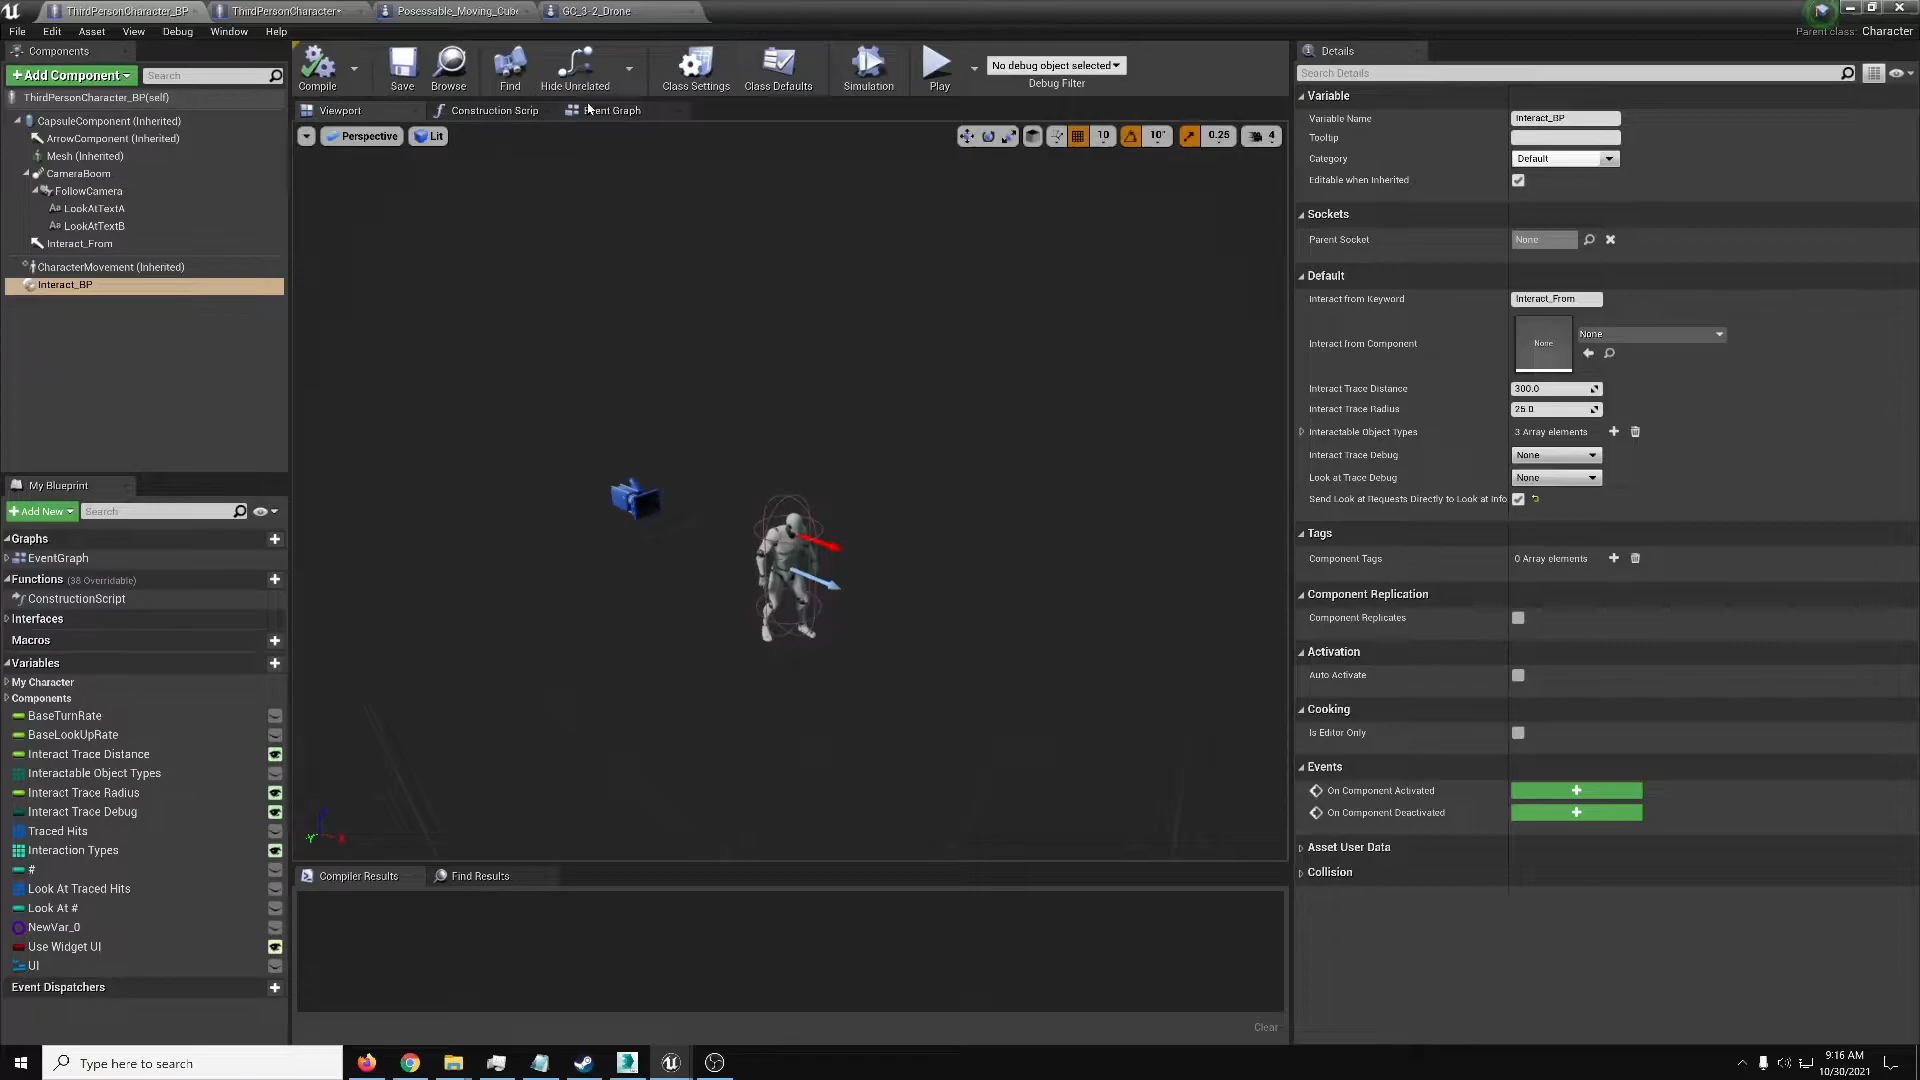 ThirdPersonCharacter_BP
ThirdPersonCharacter*
Posessable_Moving_Cub
GC_3-2_Drone
File Edit Asset View Debug Window Help
Parent class: Character
Components
+Add Component
Search
ThirdPersonCharacter_BP(self)
CapsuleComponent (Inherited)
ArrowComponent (Inherited)
Mesh (Inherited)
CameraBoom
FollowCamera
LookAtTextA
LookAtTextB
Interact_From
CharacterMovement (Inherited)
Interact_BP
My Blueprint
+Add New
Search
Graphs
EventGraph
Functions (38 Overridable)
ConstructionScript
Interfaces
Macros
Variables
My Character
Components
BaseTurnRate
BaseLookUpRate
Interact Trace Distance
Interactable Object Types
Interact Trace Radius
Interact Trace Debug
Traced Hits
Interaction Types
#
Look At Traced Hits
Look At #
NewVar_0
Use Widget UI
UI
Event Dispatchers
Compile
Save
Browse
Find
Hide Unrelated
Class Settings
Class Defaults
Simulation
Play
No debug object selected
Debug Filter
Viewport
Construction Scrip
Event Graph
Perspective
Lit
10
10°
0.25
4
Z
Y
X
Compiler Results
Find Results
Clear
Details
Search Details
Variable
Variable Name Interact_BP
Tooltip
Category Default
Editable when Inherited
Sockets
Parent Socket None
Default
Interact from Keyword Interact_From
Interact from Component None None
Interact Trace Distance 300.0
Interact Trace Radius 25.0
Interactable Object Types 3 Array elements
Interact Trace Debug None
Look at Trace Debug None
Send Look at Requests Directly to Look at Info
Tags
Component Tags 0 Array elements
Component Replication
Component Replicates
Activation
Auto Activate
Cooking
Is Editor Only
Events
On Component Activated
On Component Deactivated
Asset User Data
Collision
Type here to search
9:16 AM
10/30/2021